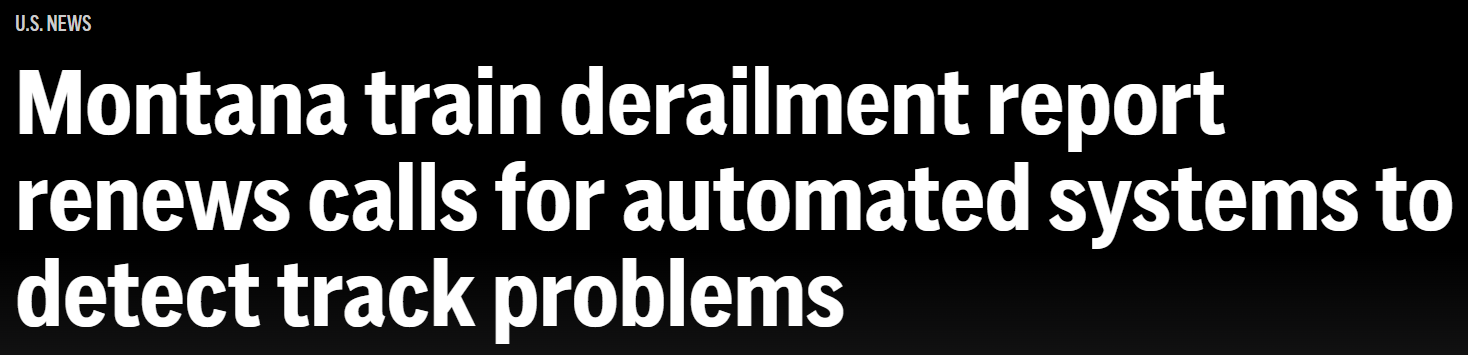 U.S. NEWS
Montana train derailment report
renews calls for automated systems to
detect track problems